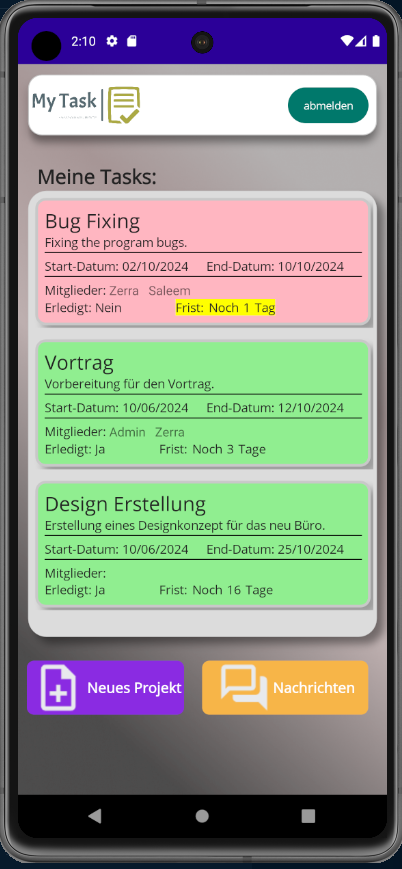 2:10
My Task
abmelden
Meine Tasks:
Bug Fixing
Fixing the program bugs.
Start-Datum: 02/10/2024 End-Datum: 10/10/2024
Mitglieder: Zerra Saleem
Erledigt: Nein Frist: Noch 1 Tag
Vortrag
Vorbereitung für den Vortrag.
Start-Datum: 10/06/2024 End-Datum: 12/10/2024
Mitglieder: Admin Zerra
Erledigt: Ja Frist: Noch 3 Tage
Design Erstellung
Erstellung eines Designkonzept für das neu Büro.
Start-Datum: 10/06/2024 End-Datum: 25/10/2024
Mitglieder:
Erledigt: Ja Frist: Noch 16 Tage
Neues Projekt
Nachrichten